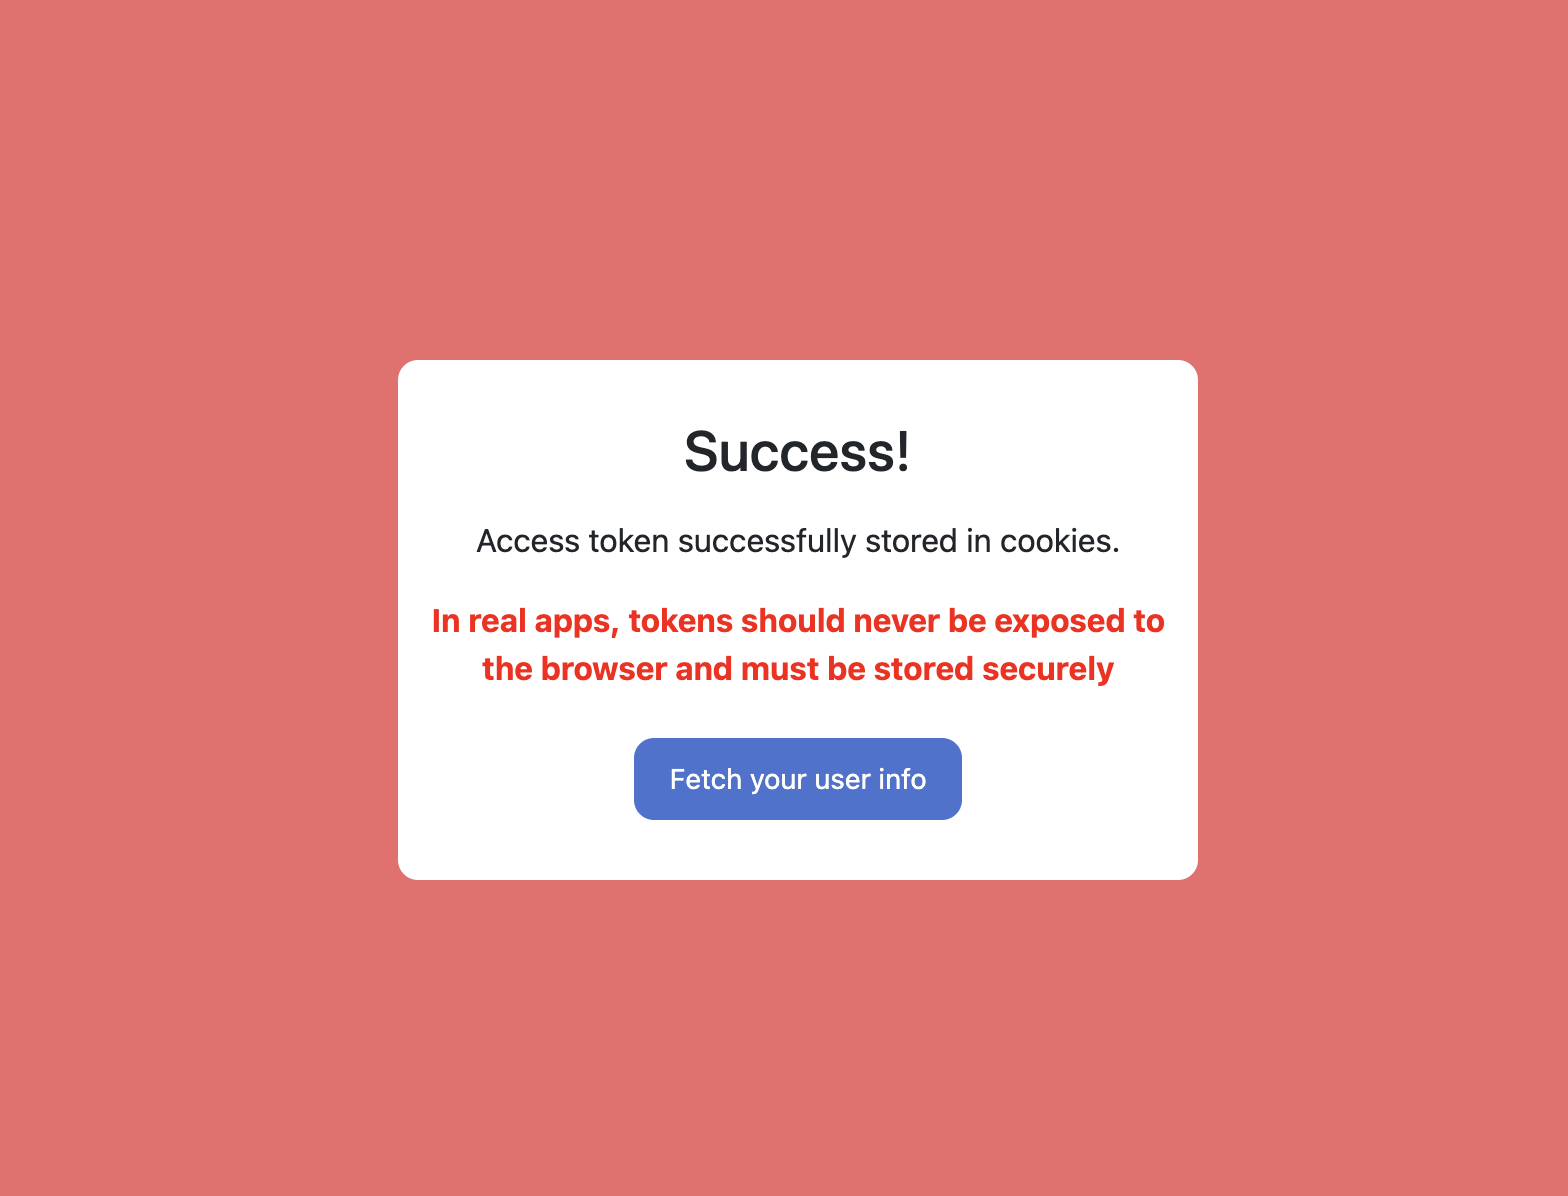 Success!
Access token successfully stored in cookies.
In real apps, tokens should never be exposed to
the browser and must be stored securely
Fetch your user info